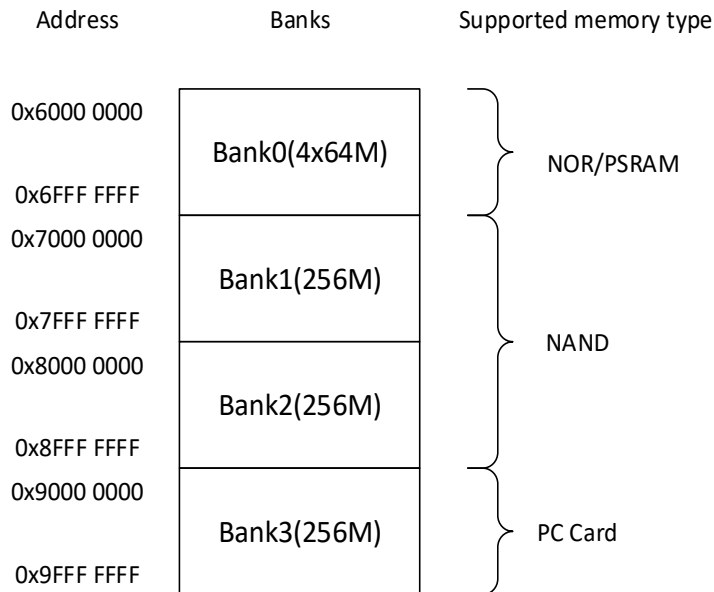 Address Banks Supported memory type
0x6000 0000
Bank0(4x64M)
NOR/PSRAM
0x6FFF FFFF
0x7000 0000
Bank1(256M)
0x7FFF FFFF
NAND
0x8000 0000
Bank2(256M)
0x8FFF FFFF
0x9000 0000
Bank3(256M)
PC Card
0x9FFF FFFF